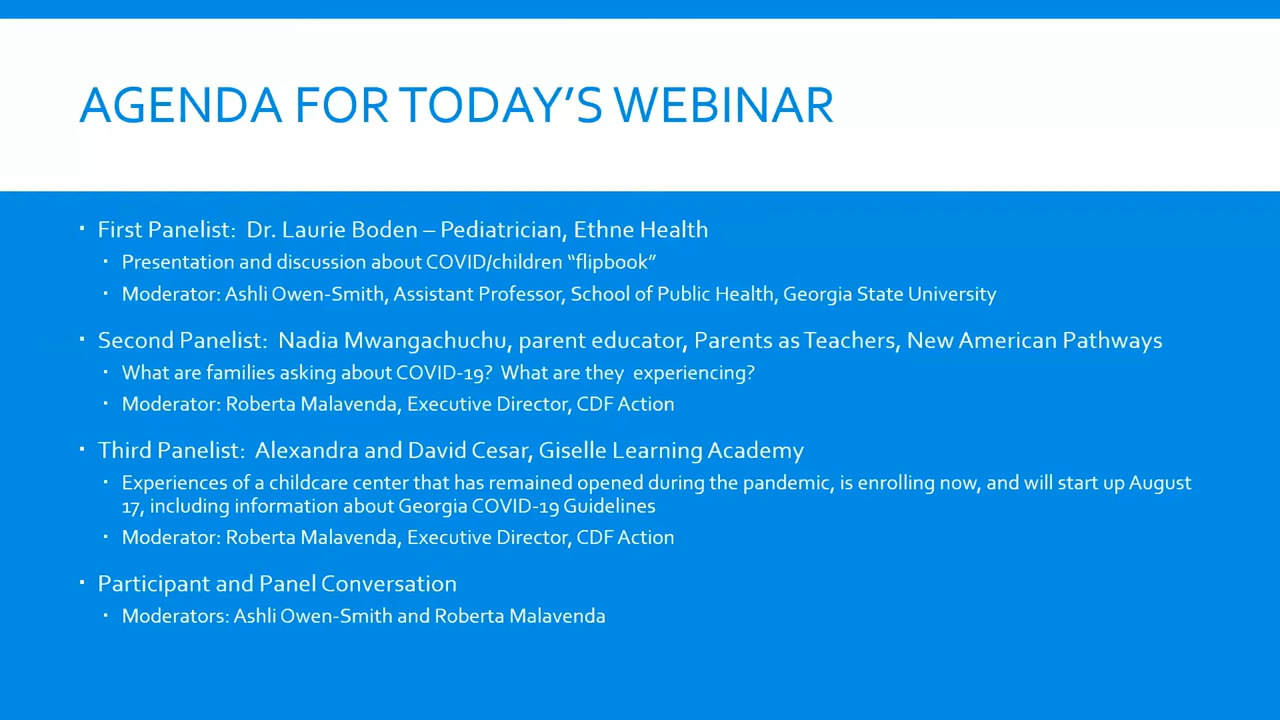 AGENDA FOR TODAY’S WEBINAR
▪ First Panelist:  Dr. Laurie Boden – Pediatrician, Ethne Health
▪ Presentation and discussion about COVID/children “flipbook”
▪ Moderator: Ashli Owen-Smith, Assistant Professor, School of Public Health, Georgia State University
▪ Second Panelist:  Nadia Mwangachuchu, parent educator, Parents as Teachers, New American Pathways
▪ What are families asking about COVID-19?  What are they  experiencing?
▪ Moderator: Roberta Malavenda, Executive Director, CDF Action
▪ Third Panelist:  Alexandra and David Cesar, Giselle Learning Academy
▪ Experiences of a childcare center that has remained opened during the pandemic, is enrolling now, and will start up August
17, including information about Georgia COVID-19 Guidelines
▪ Moderator: Roberta Malavenda, Executive Director, CDF Action
▪ Participant and Panel Conversation
▪ Moderators: Ashli Owen-Smith and Roberta Malavenda